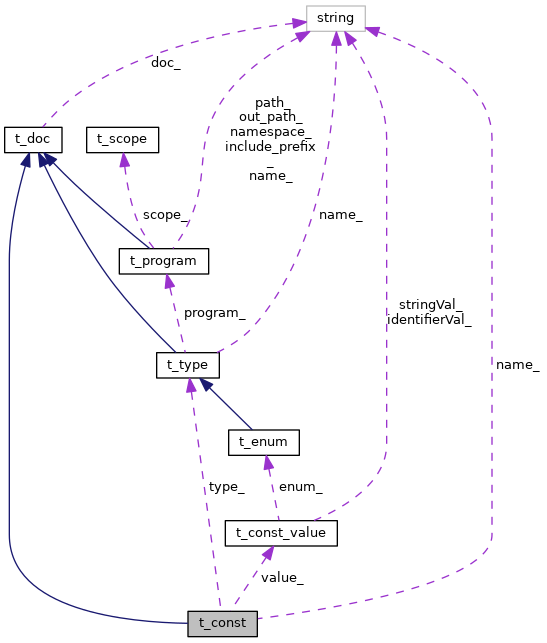 string
doc_
path_
out_path_
namespace_
include_prefix
_
name_
t_doc
t_scope
scope_
name_
t_program
program_
stringVal_
identifierVal_
t_type
name_
t_enum
type_
enum_
t_const_value
value_
t_const